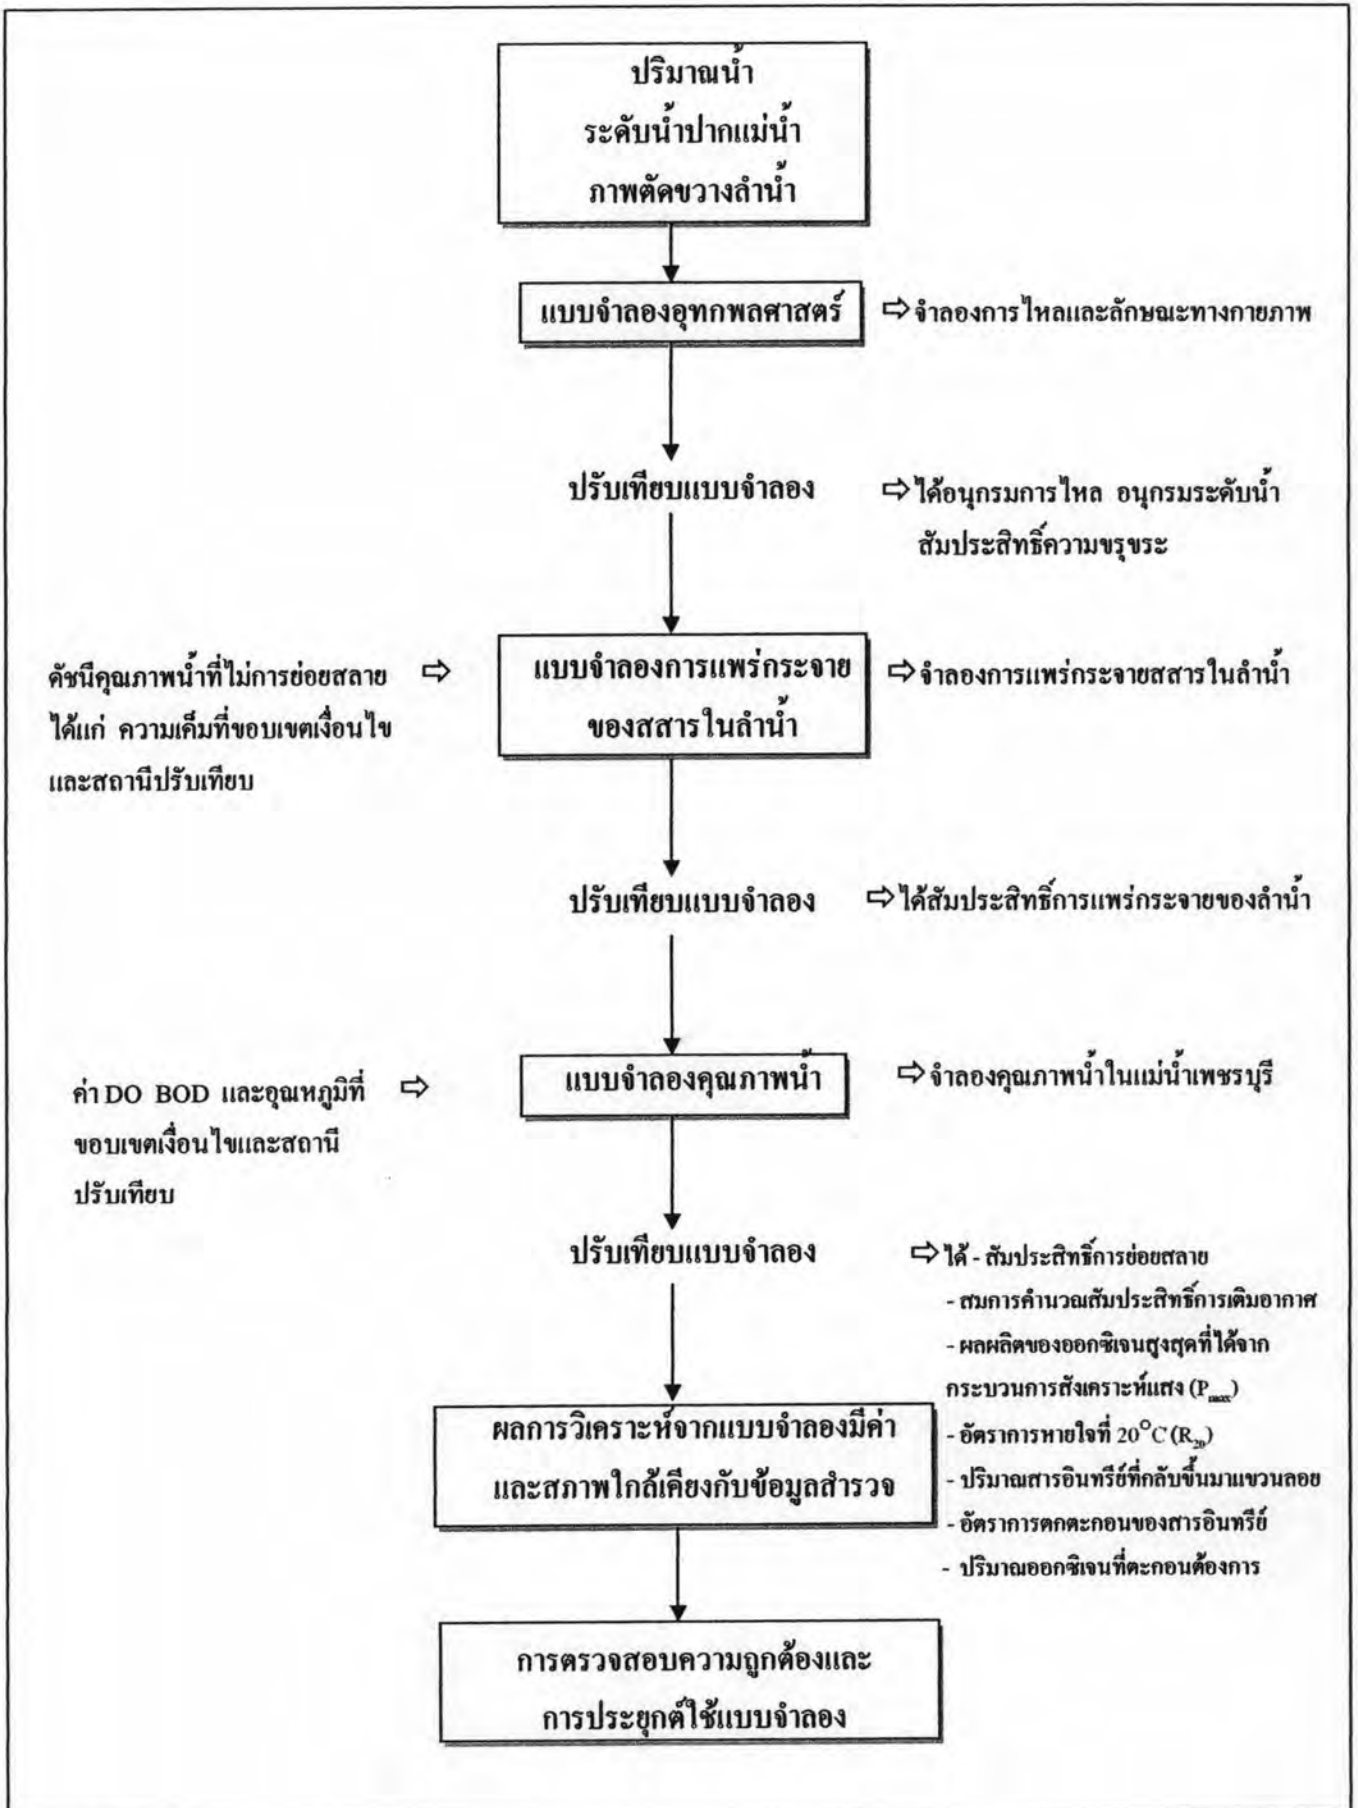 ปริมาณน้ำ
ระดับน้ำปากแม่น้ำ
ภาพตัดขวางลำน้ำ
แบบจำลองอุทกพลศาสตร์
⇨ จำลองการไหลและลักษณะทางกายภาพ
ปรับเทียบแบบจำลอง
⇨ ได้อนุกรมการไหล อนุกรมระดับน้ำ
สัมประสิทธิ์ความขรุขระ
ดัชนีคุณภาพน้ำที่ไม่การย่อยสลาย ⇨
ได้แก่ ความเค็มที่ขอบเขตเงื่อนไข
และสถานีปรับเทียบ
แบบจำลองการแพร่กระจาย
ของสสารในลำน้ำ
⇨ จำลองการแพร่กระจายสสารในลำน้ำ
ปรับเทียบแบบจำลอง
⇨ ได้สัมประสิทธิ์การแพร่กระจายของลำน้ำ
ค่า DO BOD และอุณหภูมิที่ ⇨
ขอบเขตเงื่อนไขและสถานี
ปรับเทียบ
แบบจำลองคุณภาพน้ำ
⇨ จำลองคุณภาพน้ำในแม่น้ำเพชรบุรี
ปรับเทียบแบบจำลอง
⇨ ได้ - สัมประสิทธิ์การย่อยสลาย
- สมการคำนวณสัมประสิทธิ์การเติมอากาศ
- ผลผลิตของออกซิเจนสูงสุดที่ได้จาก
กระบวนการสังเคราะห์แสง (Pmax)
- อัตราการหายใจที่ 20°C (R20)
- ปริมาณสารอินทรีย์ที่กลับขึ้นมาแขวนลอย
- อัตราการตกตะกอนของสารอินทรีย์
- ปริมาณออกซิเจนที่ตะกอนต้องการ
ผลการวิเคราะห์จากแบบจำลองมีค่า
และสภาพใกล้เคียงกับข้อมูลสำรวจ
การตรวจสอบความถูกต้องและ
การประยุกต์ใช้แบบจำลอง